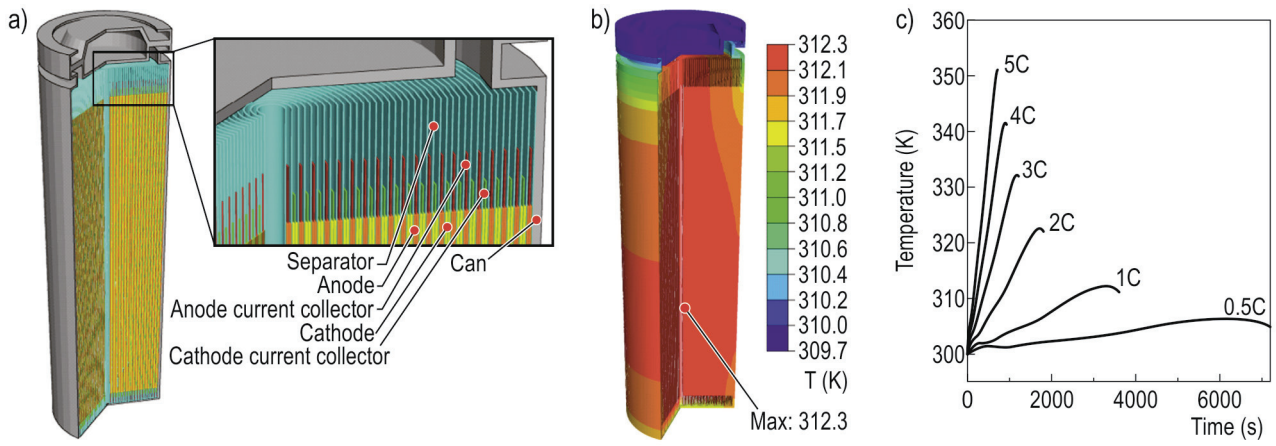 a)
Separator
Anode
Anode current collector
Cathode
Cathode current collector
Can
b)
312.3
312.1
311.9
311.7
311.5
311.2
311.0
310.8
310.6
310.4
310.2
310.0
309.7
T (K)
Max: 312.3
c)
Temperature (K)
360
350
340
330
320
310
300
5C
4C
3C
2C
1C
0.5C
0 2000 4000 6000
Time (s)